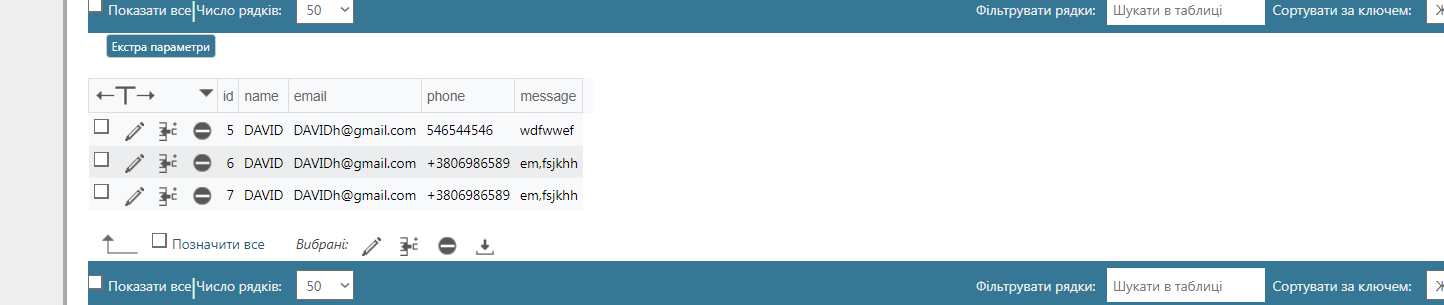 Показати все Число рядків: 50 Фільтрувати рядки: Шукати в таблиці Сортувати за ключем: Ж
Екстра параметри
id name email phone message
5 DAVID DAVIDh@gmail.com 546544546 wdfwwef
6 DAVID DAVIDh@gmail.com +3806986589 em,fsjkhh
7 DAVID DAVIDh@gmail.com +3806986589 em,fsjkhh
Позначити все Вибрані:
Показати все Число рядків: 50 Фільтрувати рядки: Шукати в таблиці Сортувати за ключем: Ж